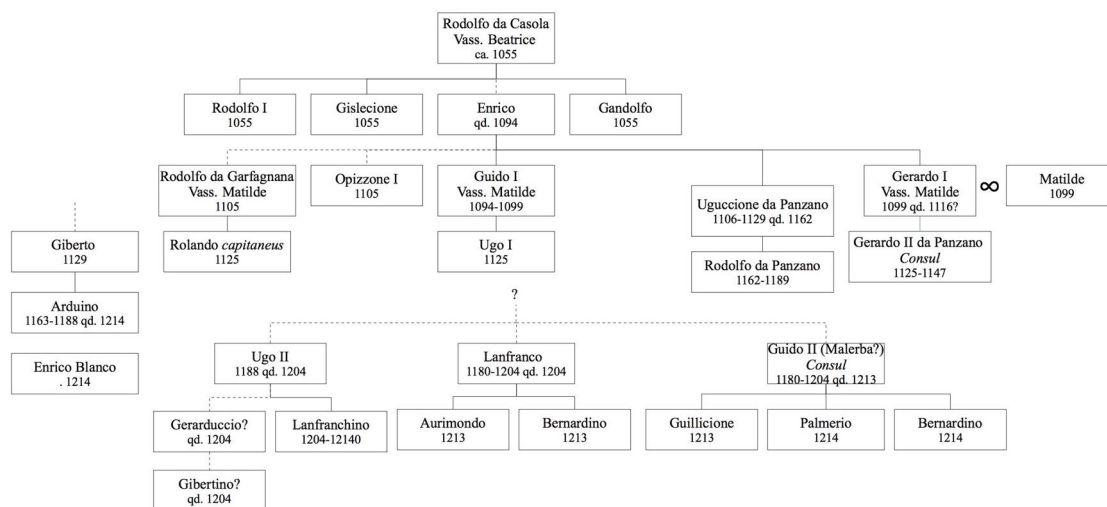 Rodolfo da Casola
Vass. Beatrice
ca. 1055
Rodolfo I
1055
Gislecione
1055
Enrico
qd. 1094
Gandolfo
1055
Rodolfo da Garfagnana
Vass. Matilde
1105
Opizzone I
1105
Guido I
Vass. Matilde
1094-1099
Uguccione da Panzano
1106-1129 qd. 1162
Gerardo I
Vass. Matilde
1099 qd. 1116?
∞
Matilde
1099
Giberto
1129
Rolando capitaneus
1125
Ugo I
1125
Rodolfo da Panzano
1162-1189
Gerardo II da Panzano
Consul
1125-1147
Arduino
1163-1188 qd. 1214
?
Enrico Blanco
. 1214
Ugo II
1188 qd. 1204
Lanfranco
1180-1204 qd. 1204
Guido II (Malerba?)
Consul
1180-1204 qd. 1213
Gerarduccio?
qd. 1204
Lanfranchino
1204-12140
Aurimondo
1213
Bernardino
1213
Guillicione
1213
Palmerio
1214
Bernardino
1214
Gibertino?
qd. 1204